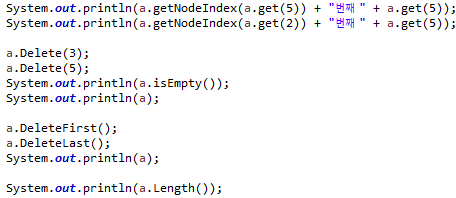 System.out.println(a.getNodeIndex(a.get(5)) + "번째 " + a.get(5));
System.out.println(a.getNodeIndex(a.get(2)) + "번째 " + a.get(5));
a.Delete(3);
a.Delete(5);
System.out.println(a.isEmpty());
System.out.println(a);
a.DeleteFirst();
a.DeleteLast();
System.out.println(a);
System.out.println(a.Length());